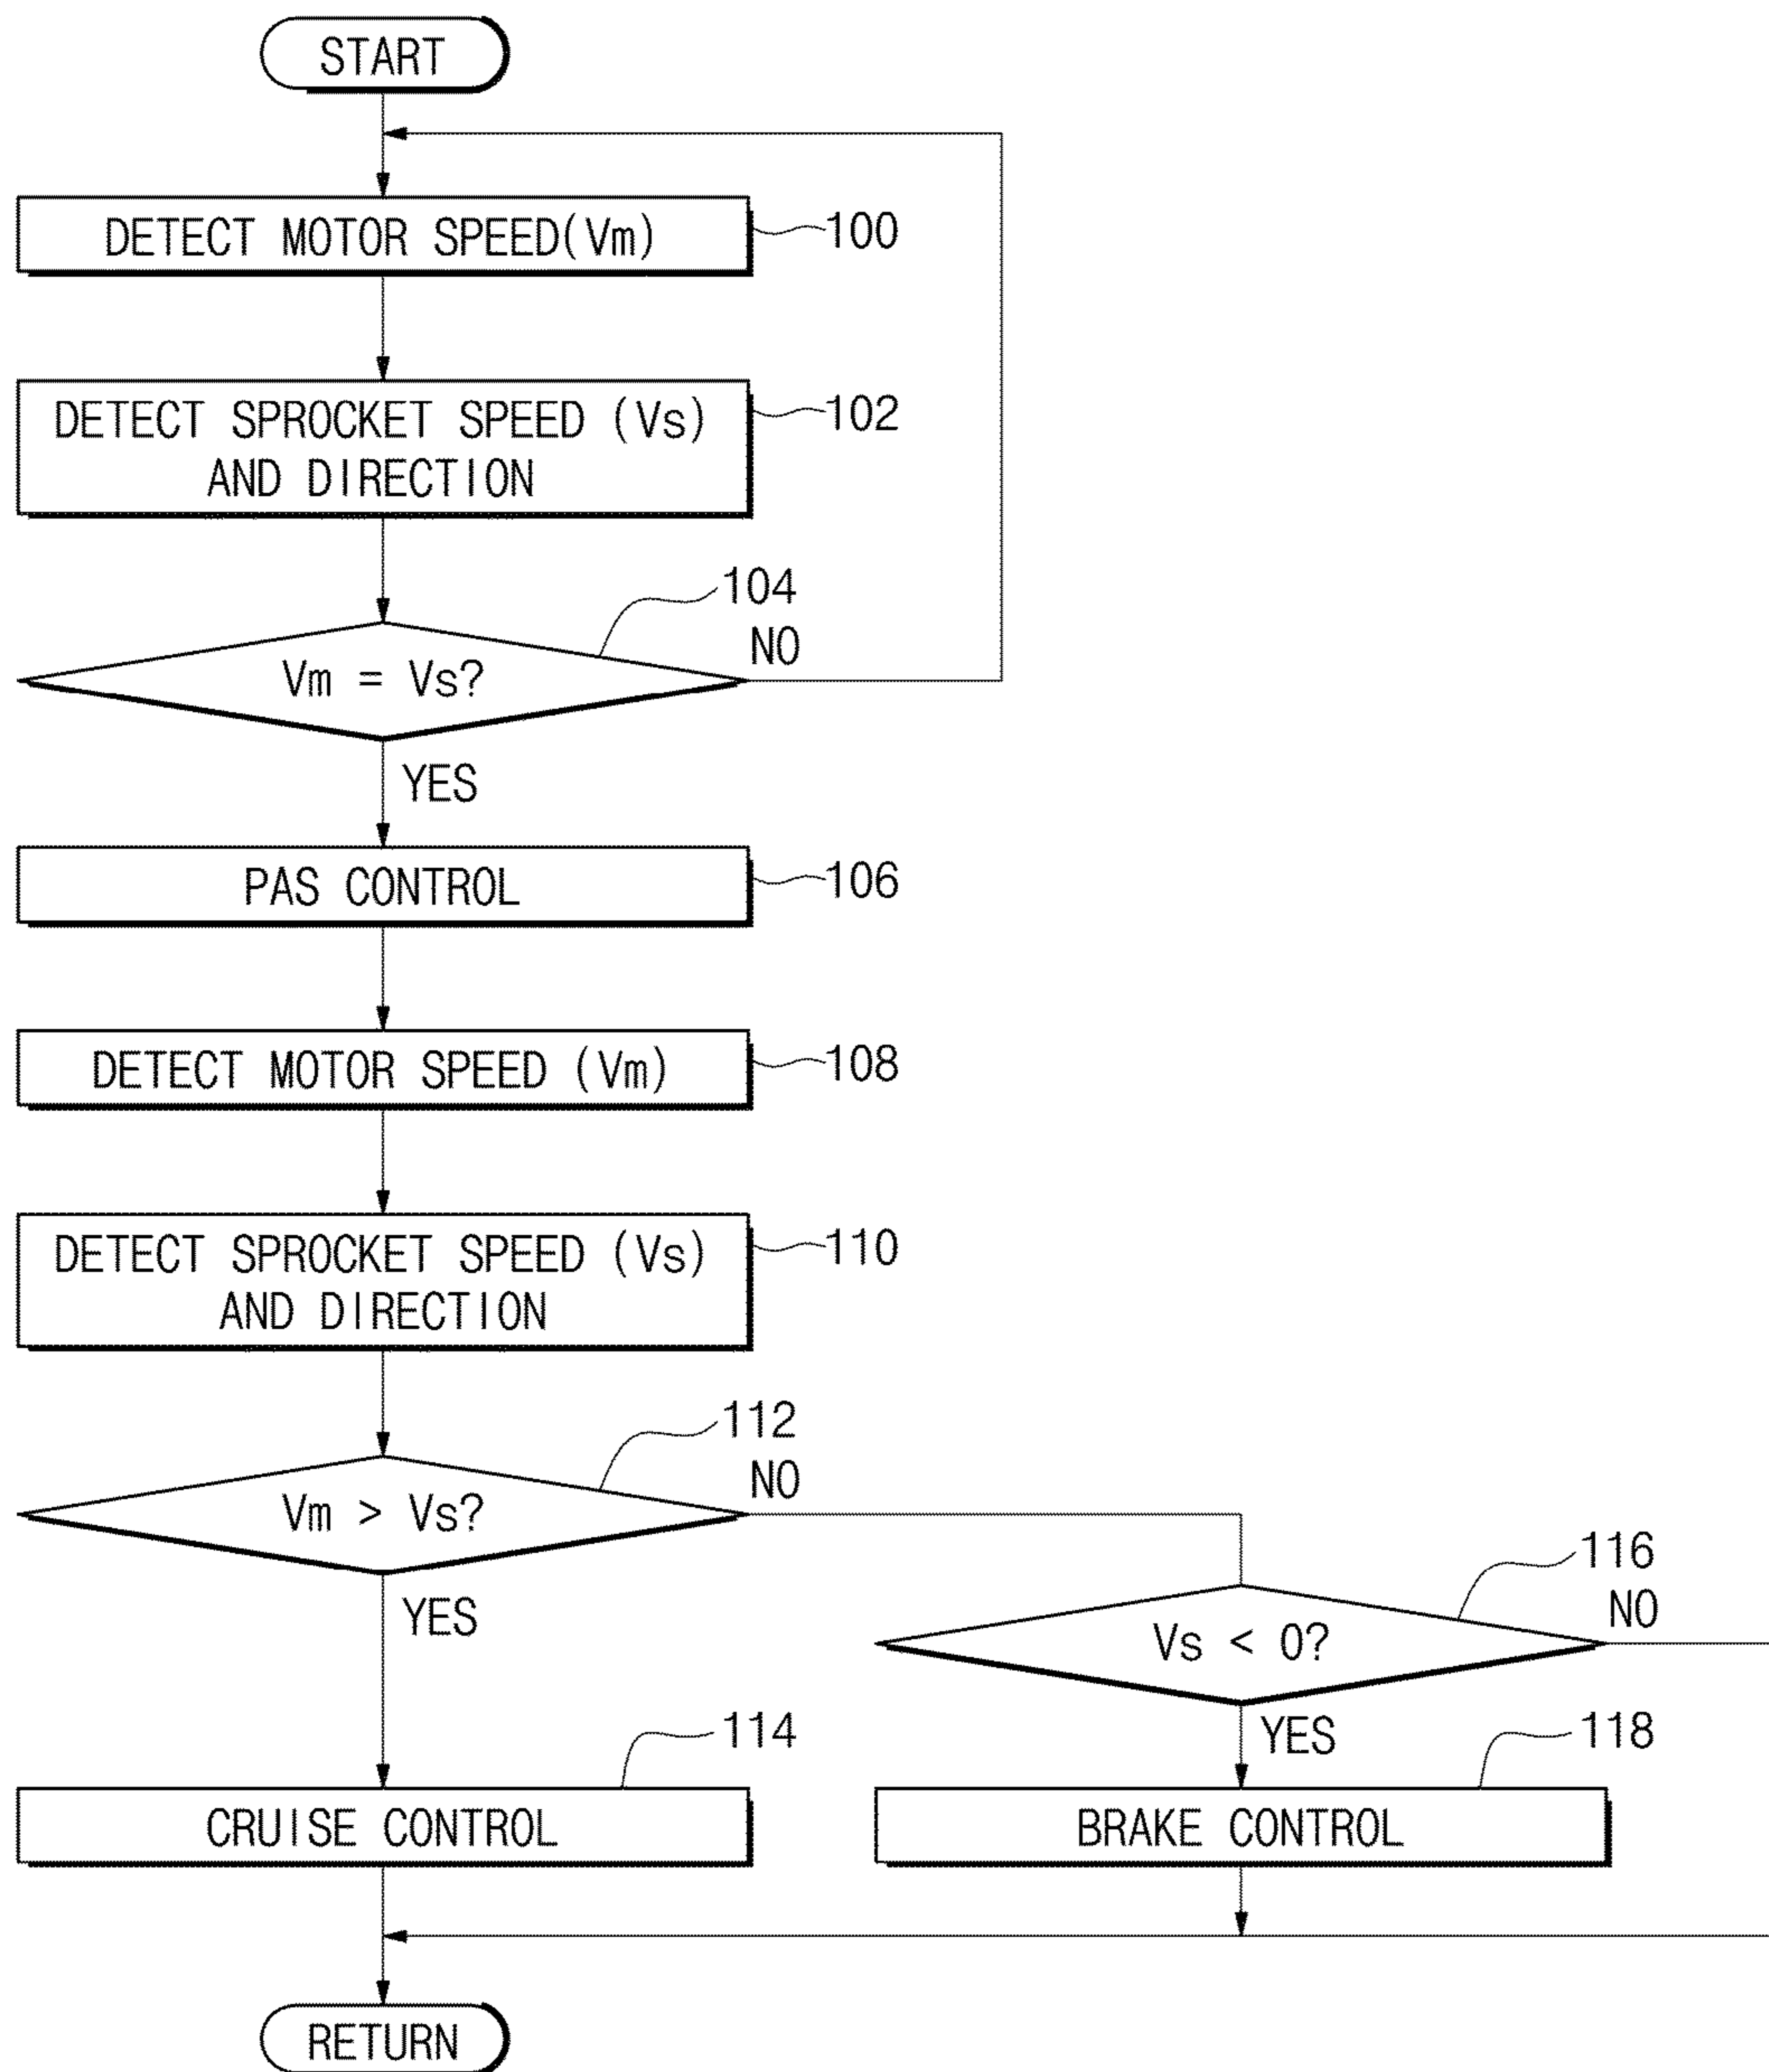 START
DETECT MOTOR SPEED(Vm)
100
DETECT SPROCKET SPEED (Vs)
AND DIRECTION
102
104
Vm = Vs?
NO
YES
PAS CONTROL
106
DETECT MOTOR SPEED (Vm)
108
DETECT SPROCKET SPEED (Vs)
AND DIRECTION
110
112
Vm > Vs?
NO
YES
116
Vs < 0?
NO
YES
114
CRUISE CONTROL
118
BRAKE CONTROL
RETURN